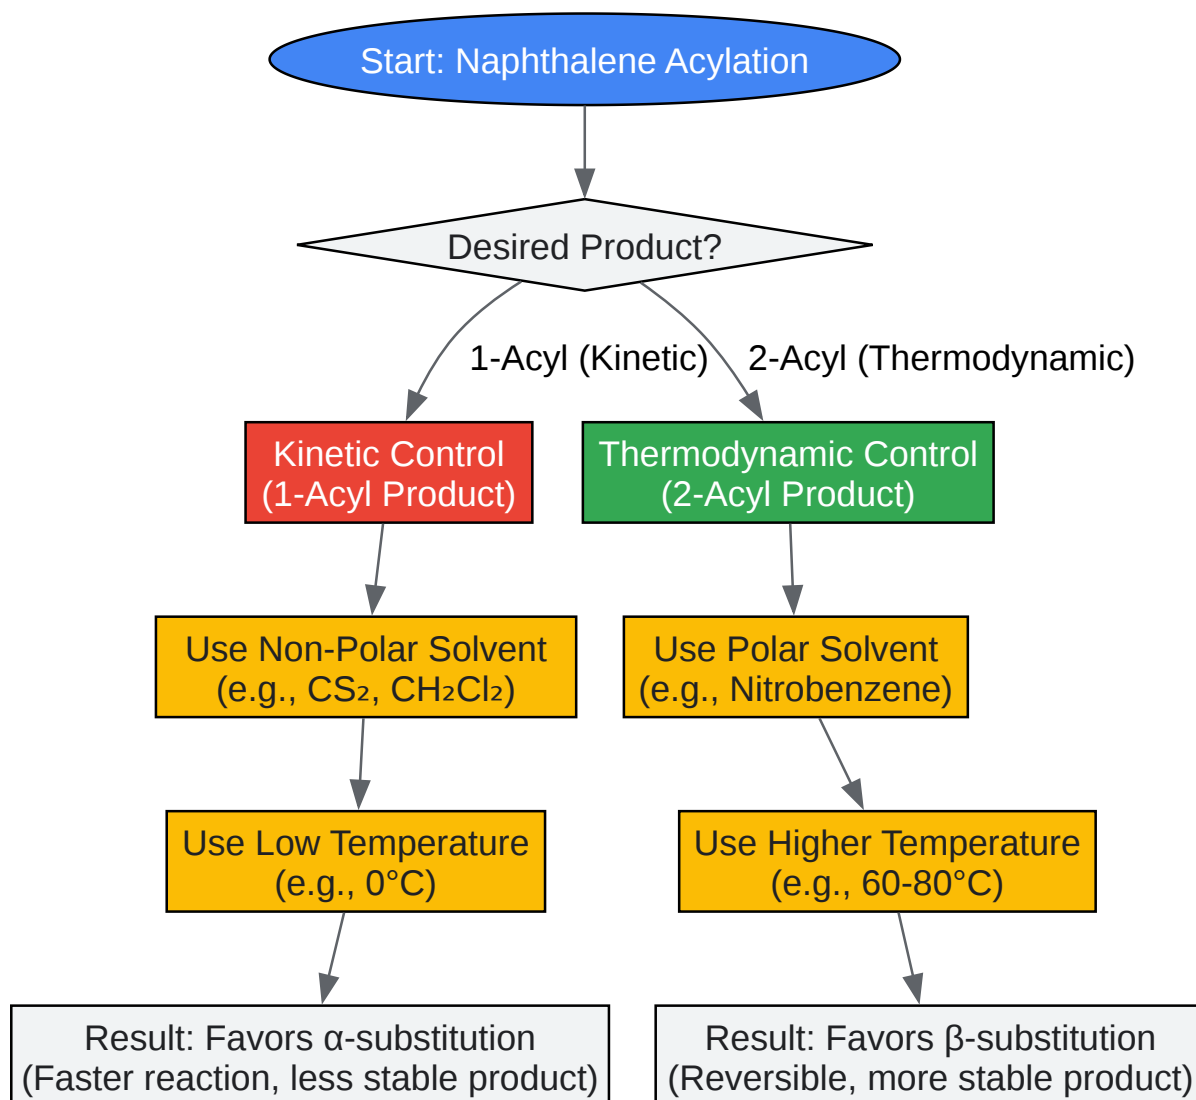 Start: Naphthalene Acylation
Desired Product?
1-Acyl (Kinetic)
2-Acyl (Thermodynamic)
Kinetic Control
(1-Acyl Product)
Thermodynamic Control
(2-Acyl Product)
Use Non-Polar Solvent
(e.g., CS₂, CH₂Cl₂)
Use Polar Solvent
(e.g., Nitrobenzene)
Use Low Temperature
(e.g., 0°C)
Use Higher Temperature
(e.g., 60-80°C)
Result: Favors α-substitution
(Faster reaction, less stable product)
Result: Favors β-substitution
(Reversible, more stable product)